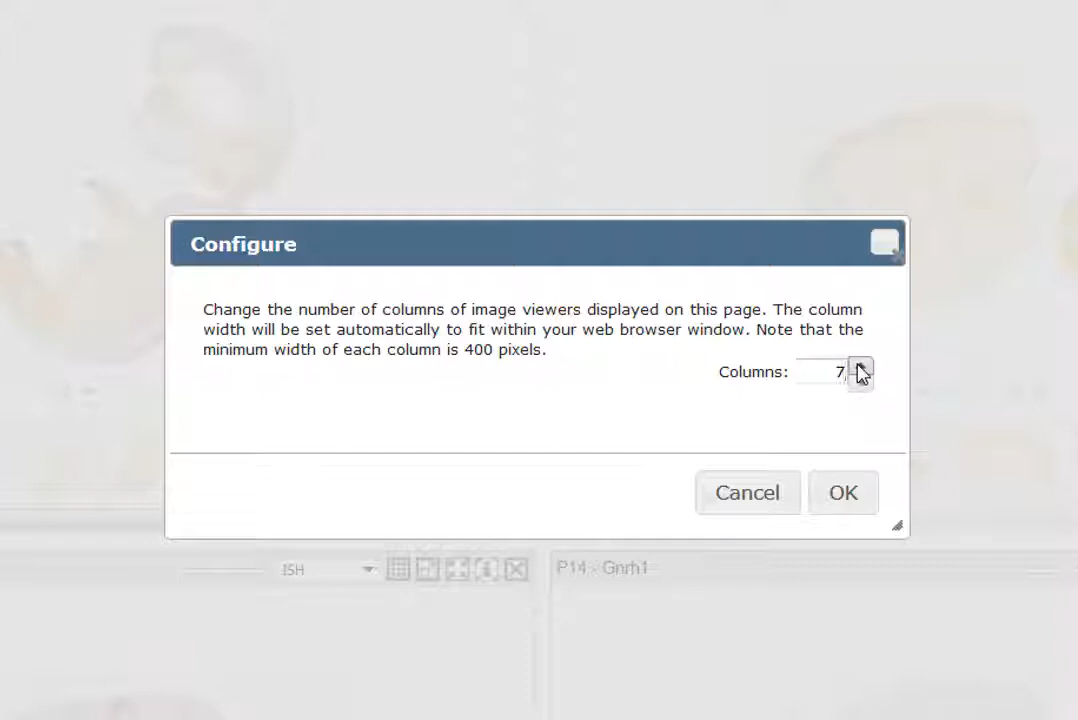 Configure
Change the number of columns of image viewers displayed on this page. The column
width will be set automatically to fit within your web browser window. Note that the
minimum width of each column is 400 pixels.
Columns: 7
Cancel OK
ISH
P14 - Gnrh1